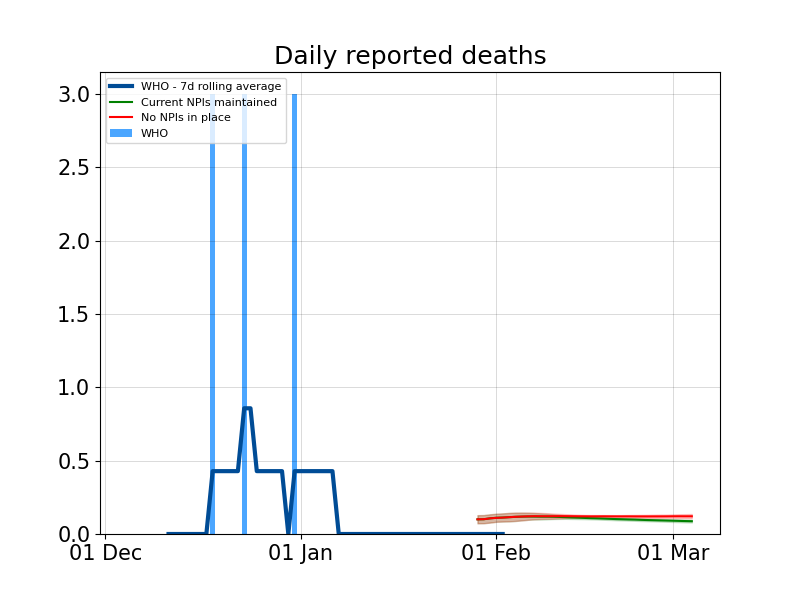 Daily reported deaths
WHO - 7d rolling average
Current NPIs maintained
No NPIs in place
WHO
3.0
2.5
2.0
1.5
1.0
0.5
0.0
01 Dec
01 Jan
01 Feb
01 Mar